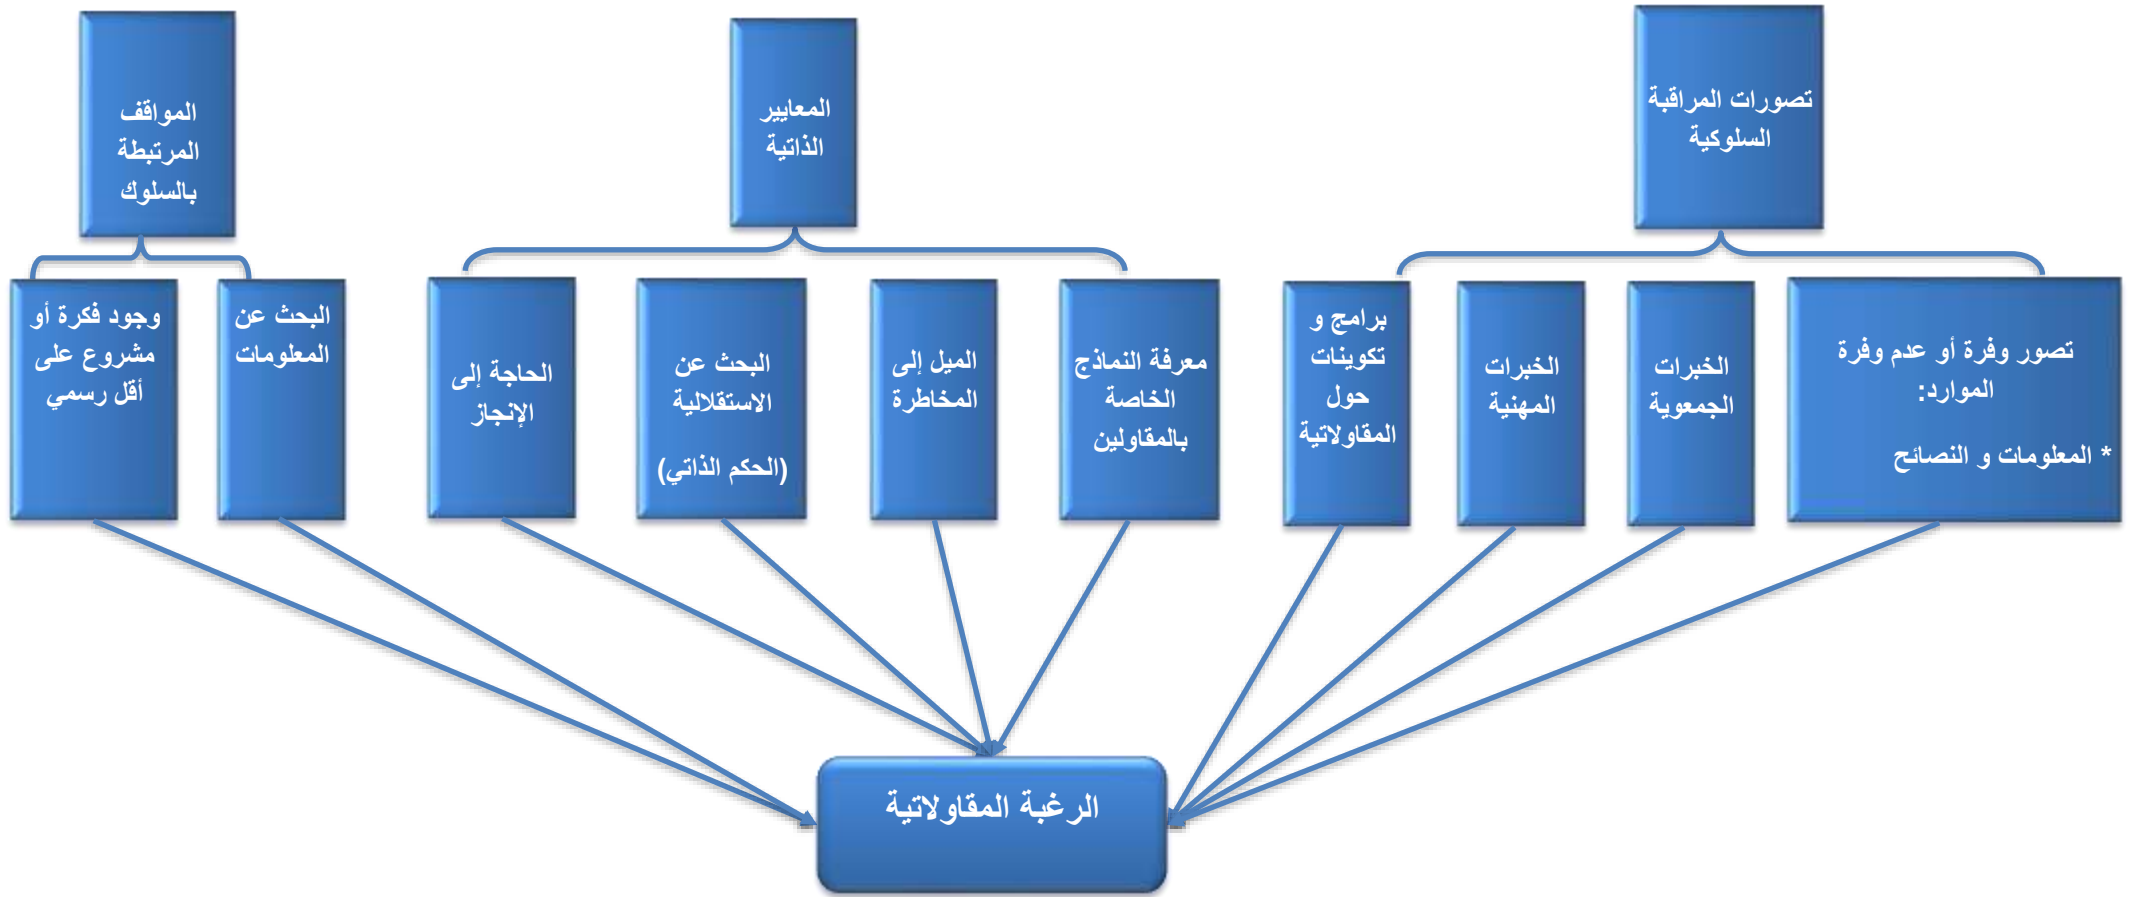 تصورات المراقبة
السلوكية
المعايير
الذاتية
المواقف
المرتبطة
بالسلوك
تصور وفرة أو عدم وفرة
الموارد:
* المعلومات و النصائح
الخبرات
الجمعوية
الخبرات
المهنية
برامج و
تكوينات
حول
المقاولاتية
معرفة النماذج
الخاصة
بالمقاولين
الميل إلى
المخاطرة
البحث عن
الاستقلالية
(الحكم الذاتي)
الحاجة إلى
الإنجاز
البحث عن
المعلومات
وجود فكرة أو
مشروع على
أقل رسمي
الرغبة المقاولاتية